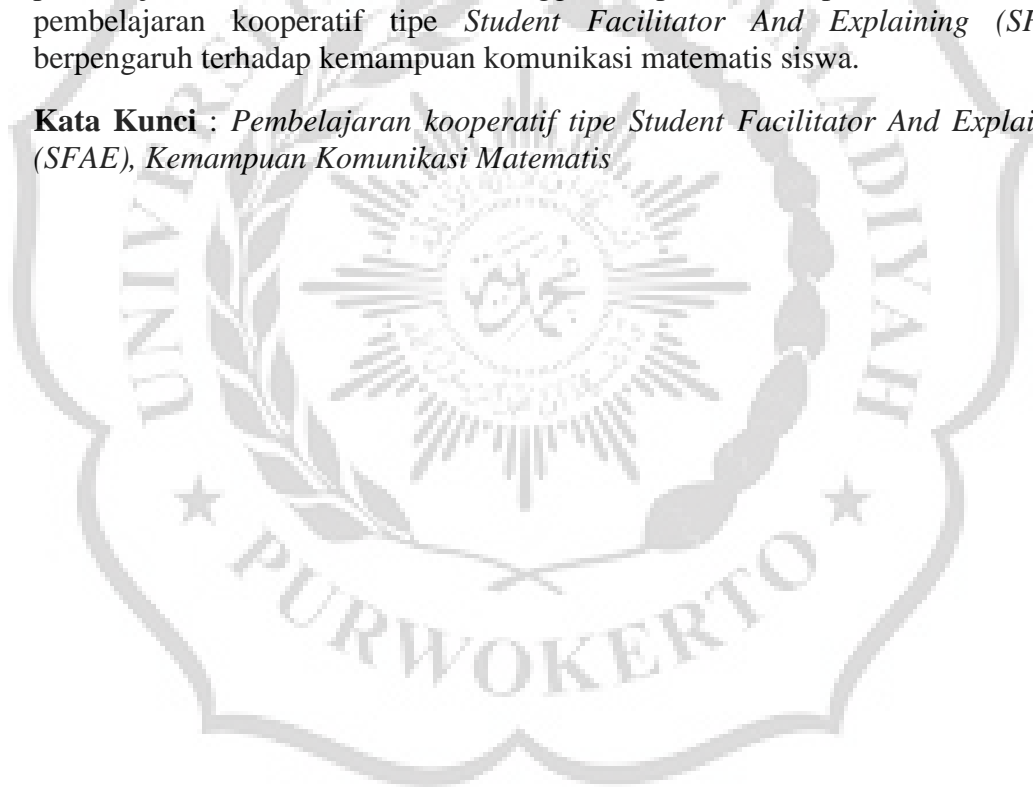 pembelajaran kooperatif tipe Student Facilitator And Explaining
berpengaruh terhadap kemampuan komunikasi matematis siswa.
Kata Kunci : Pembelajaran kooperatif tipe Student Facilitator And
(SFAE), Kemampuan Komunikasi Matematis
PURWOKERTO